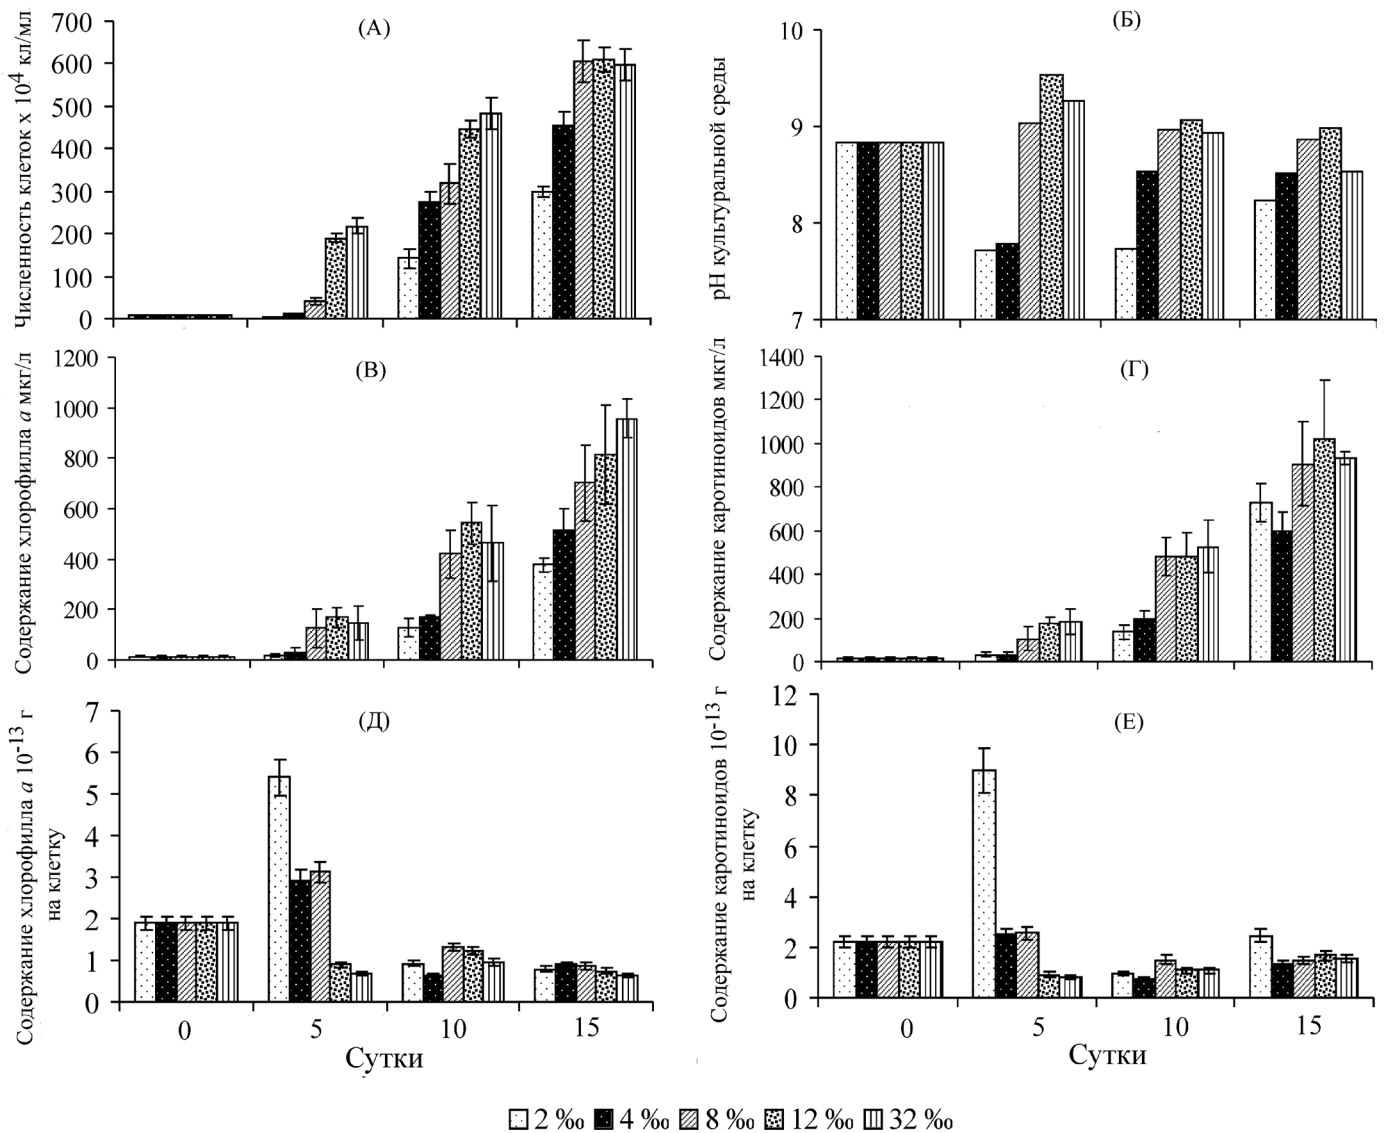 (А)
Численность клеток х 10⁴ кл/мл
700
600
500
400
300
200
100
0
(Б)
рН культуральной среды
10
9
8
7
(В)
Содержание хлорофилла а мкг/л
1200
1000
800
600
400
200
0
(Г)
Содержание каротиноидов мкг/л
1400
1200
1000
800
600
400
200
0
(Д)
Содержание хлорофилла а 10⁻¹³ г
на клетку
7
6
5
4
3
2
1
0
0 5 10 15
Сутки
(Е)
Содержание каротиноидов 10⁻¹³ г
на клетку
12
10
8
6
4
2
0
0 5 10 15
Сутки
2 ‰ 4 ‰ 8 ‰ 12 ‰ 32 ‰